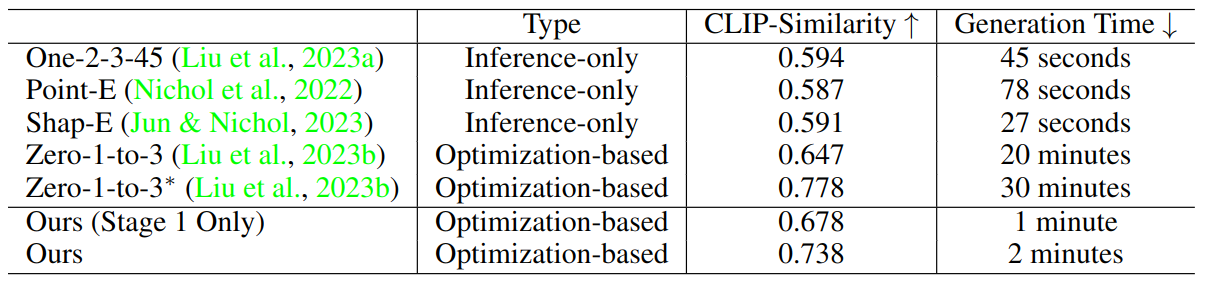 Type CLIP-Similarity ↑ Generation Time ↓
One-2-3-45 (Liu et al., 2023a) Inference-only 0.594 45 seconds
Point-E (Nichol et al., 2022) Inference-only 0.587 78 seconds
Shap-E (Jun & Nichol, 2023) Inference-only 0.591 27 seconds
Zero-1-to-3 (Liu et al., 2023b) Optimization-based 0.647 20 minutes
Zero-1-to-3* (Liu et al., 2023b) Optimization-based 0.778 30 minutes
Ours (Stage 1 Only) Optimization-based 0.678 1 minute
Ours Optimization-based 0.738 2 minutes